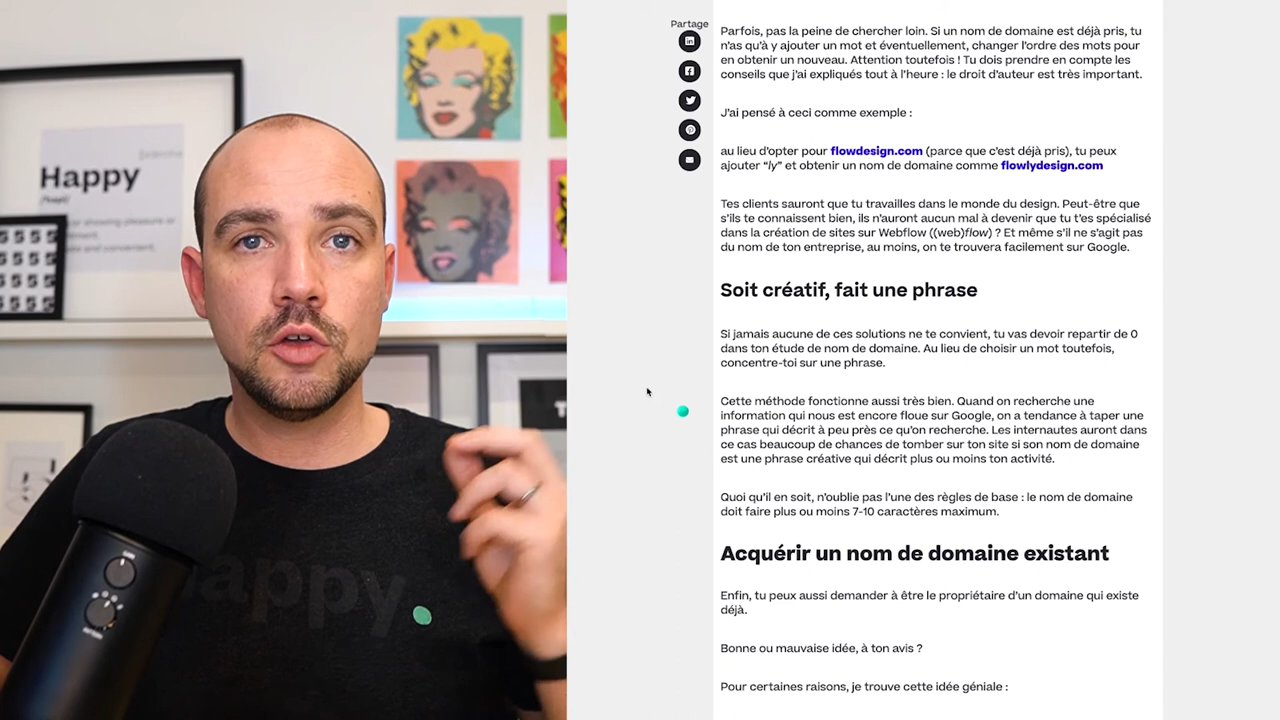 Happy
or showing pleasure or
and convenient.
happy
Partage
Parfois, pas la peine de chercher loin. Si un nom de domaine est déjà pris, tu
n'as qu'à y ajouter un mot et éventuellement, changer l'ordre des mots pour
en obtenir un nouveau. Attention toutefois ! Tu dois prendre en compte les
conseils que j'ai expliqués tout à l'heure : le droit d'auteur est très important.
J'ai pensé à ceci comme exemple :
au lieu d'opter pour flowdesign.com (parce que c'est déjà pris), tu peux
ajouter “ly” et obtenir un nom de domaine comme flowlydesign.com
Tes clients sauront que tu travailles dans le monde du design. Peut-être que
s'ils te connaissent bien, ils n'auront aucun mal à devenir que tu t'es spécialisé
dans la création de sites sur Webflow ((web)flow) ? Et même s'il ne s'agit pas
du nom de ton entreprise, au moins, on te trouvera facilement sur Google.
Soit créatif, fait une phrase
Si jamais aucune de ces solutions ne te convient, tu vas devoir repartir de 0
dans ton étude de nom de domaine. Au lieu de choisir un mot toutefois,
concentre-toi sur une phrase.
Cette méthode fonctionne aussi très bien. Quand on recherche une
information qui nous est encore floue sur Google, on a tendance à taper une
phrase qui décrit à peu près ce qu'on recherche. Les internautes auront dans
ce cas beaucoup de chances de tomber sur ton site si son nom de domaine
est une phrase créative qui décrit plus ou moins ton activité.
Quoi qu'il en soit, n'oublie pas l'une des règles de base : le nom de domaine
doit faire plus ou moins 7-10 caractères maximum.
Acquérir un nom de domaine existant
Enfin, tu peux aussi demander à être le propriétaire d'un domaine qui existe
déjà.
Bonne ou mauvaise idée, à ton avis ?
Pour certaines raisons, je trouve cette idée géniale :